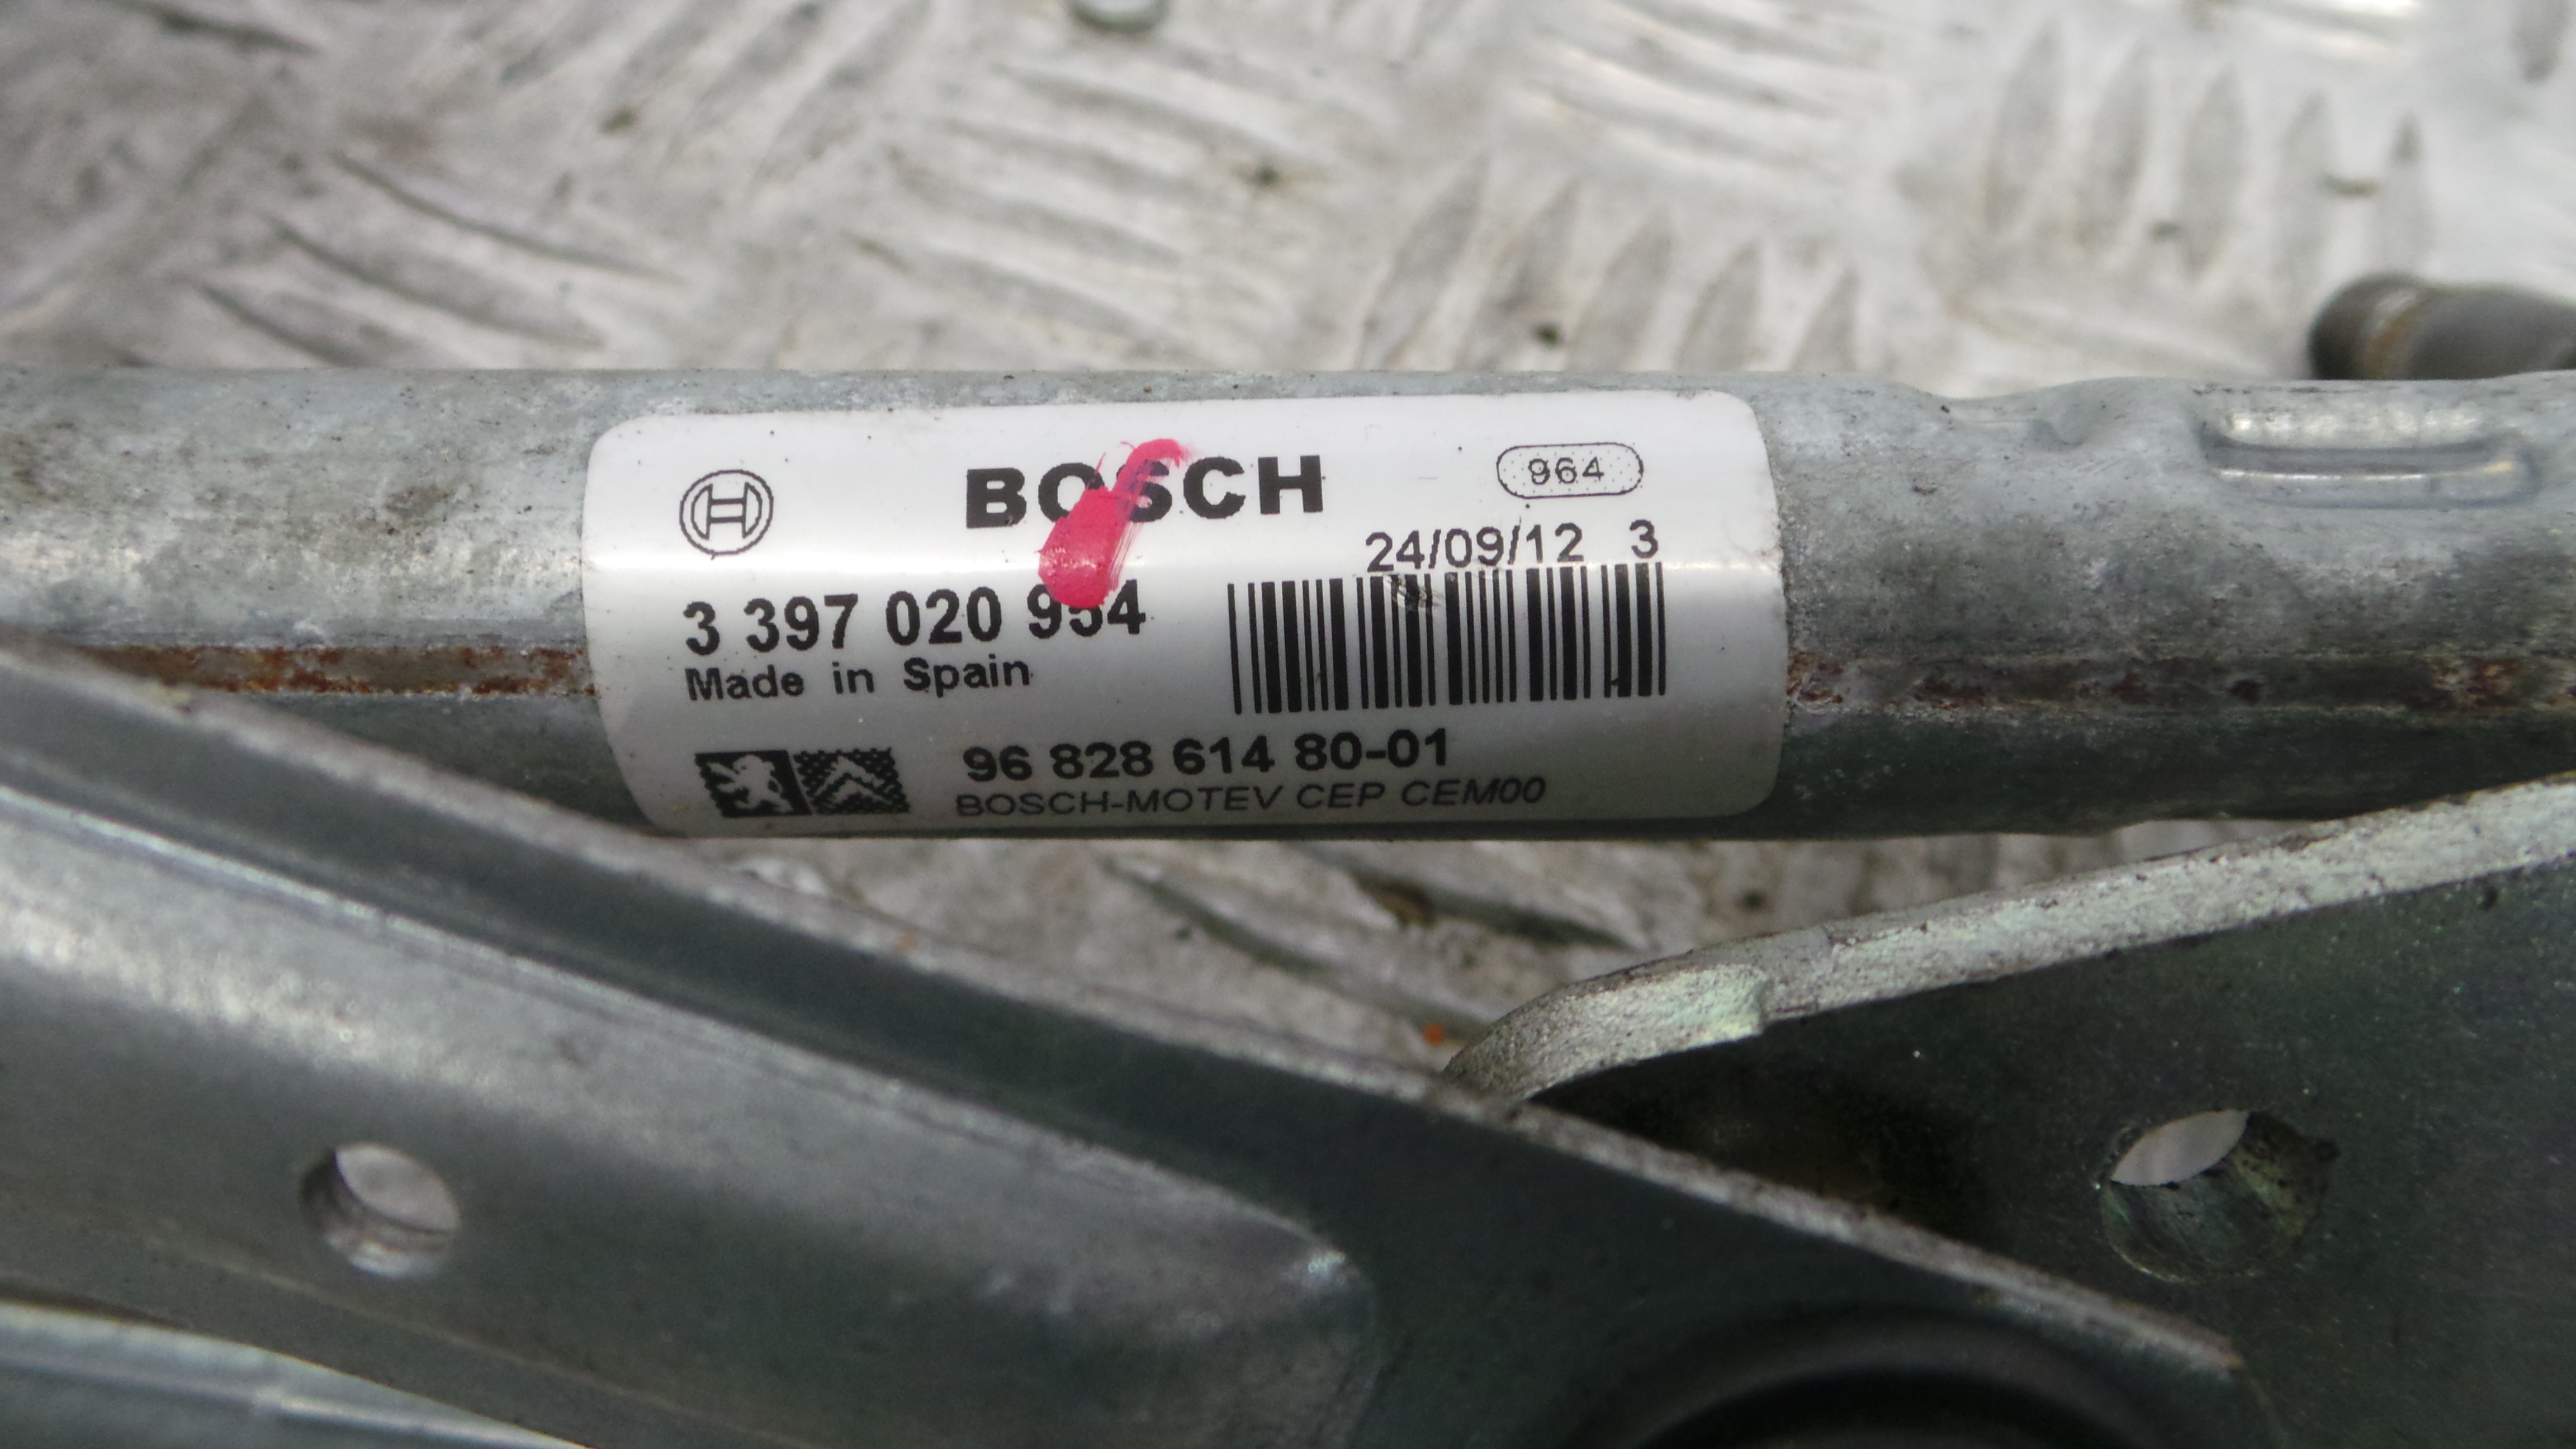 BOSCH
964
24/09/12 3
3 397 020 954
Made in Spain
96 828 614 80-01
BOSCH-MOTEV CEP CEM00